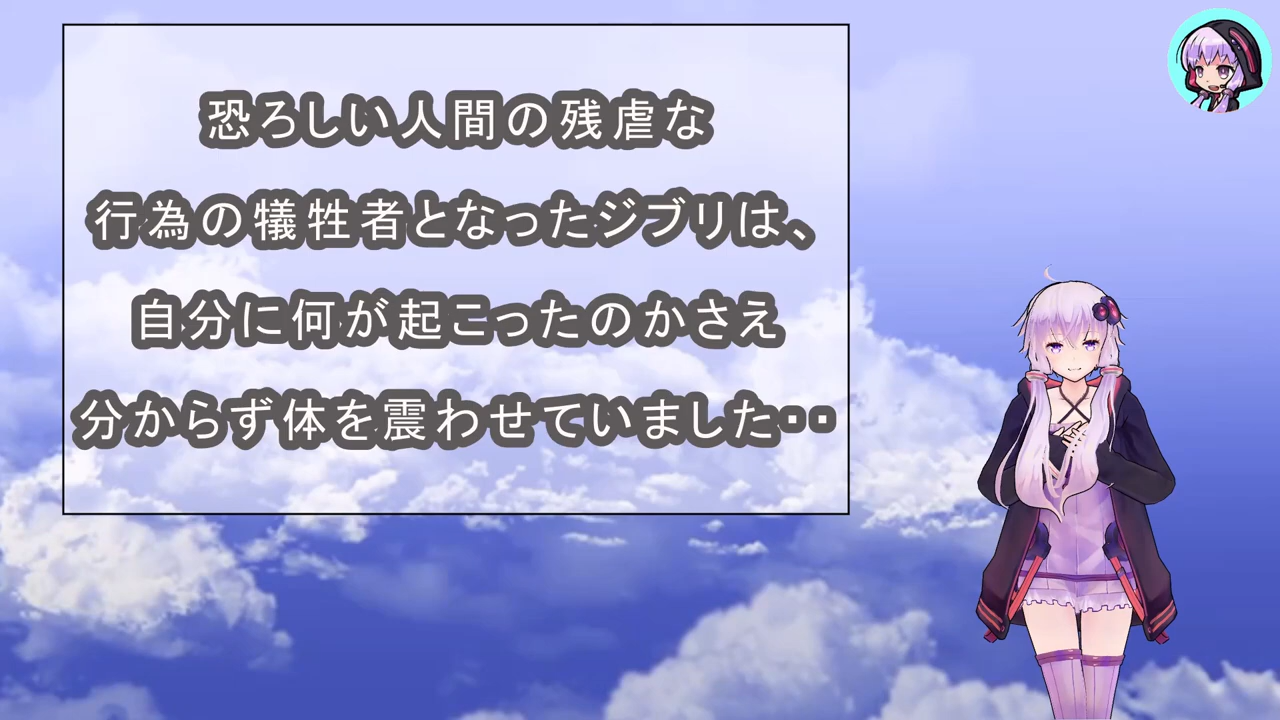 恐ろしい人間の残虐な
行為の犠牲者となったジブリは、
自分に何が起こったのかさえ
分からず体を震わせていました・・